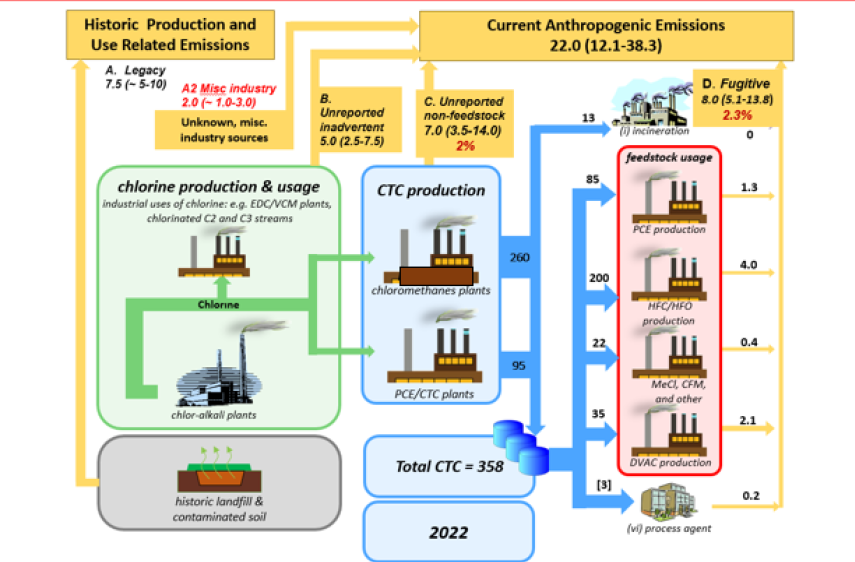 Historic Production and
Use Related Emissions
Current Anthropogenic Emissions
22.0 (12.1-38.3)
A. Legacy
7.5 (~ 5-10)
A2 Misc industry
2.0 (~ 1.0-3.0)
Unknown, misc.
industry sources
B.
Unreported
inadvertent
5.0 (2.5-7.5)
C. Unreported
non-feedstock
7.0 (3.5-14.0)
2%
D. Fugitive
8.0 (5.1-13.8)
2.3%
13
(i) incineration
0
chlorine production & usage
industrial uses of chlorine: e.g. EDC/VCM plants,
chlorinated C2 and C3 streams
Chlorine
chlor-alkali plants
CTC production
chloromethanes plants
PCE/CTC plants
260
95
feedstock usage
85
PCE production
1.3
200
HFC/HFO
production
4.0
22
MeCl, CFM,
and other
0.4
35
DVAC production
2.1
[3]
(vi) process agent
0.2
historic landfill &
contaminated soil
Total CTC = 358
2022